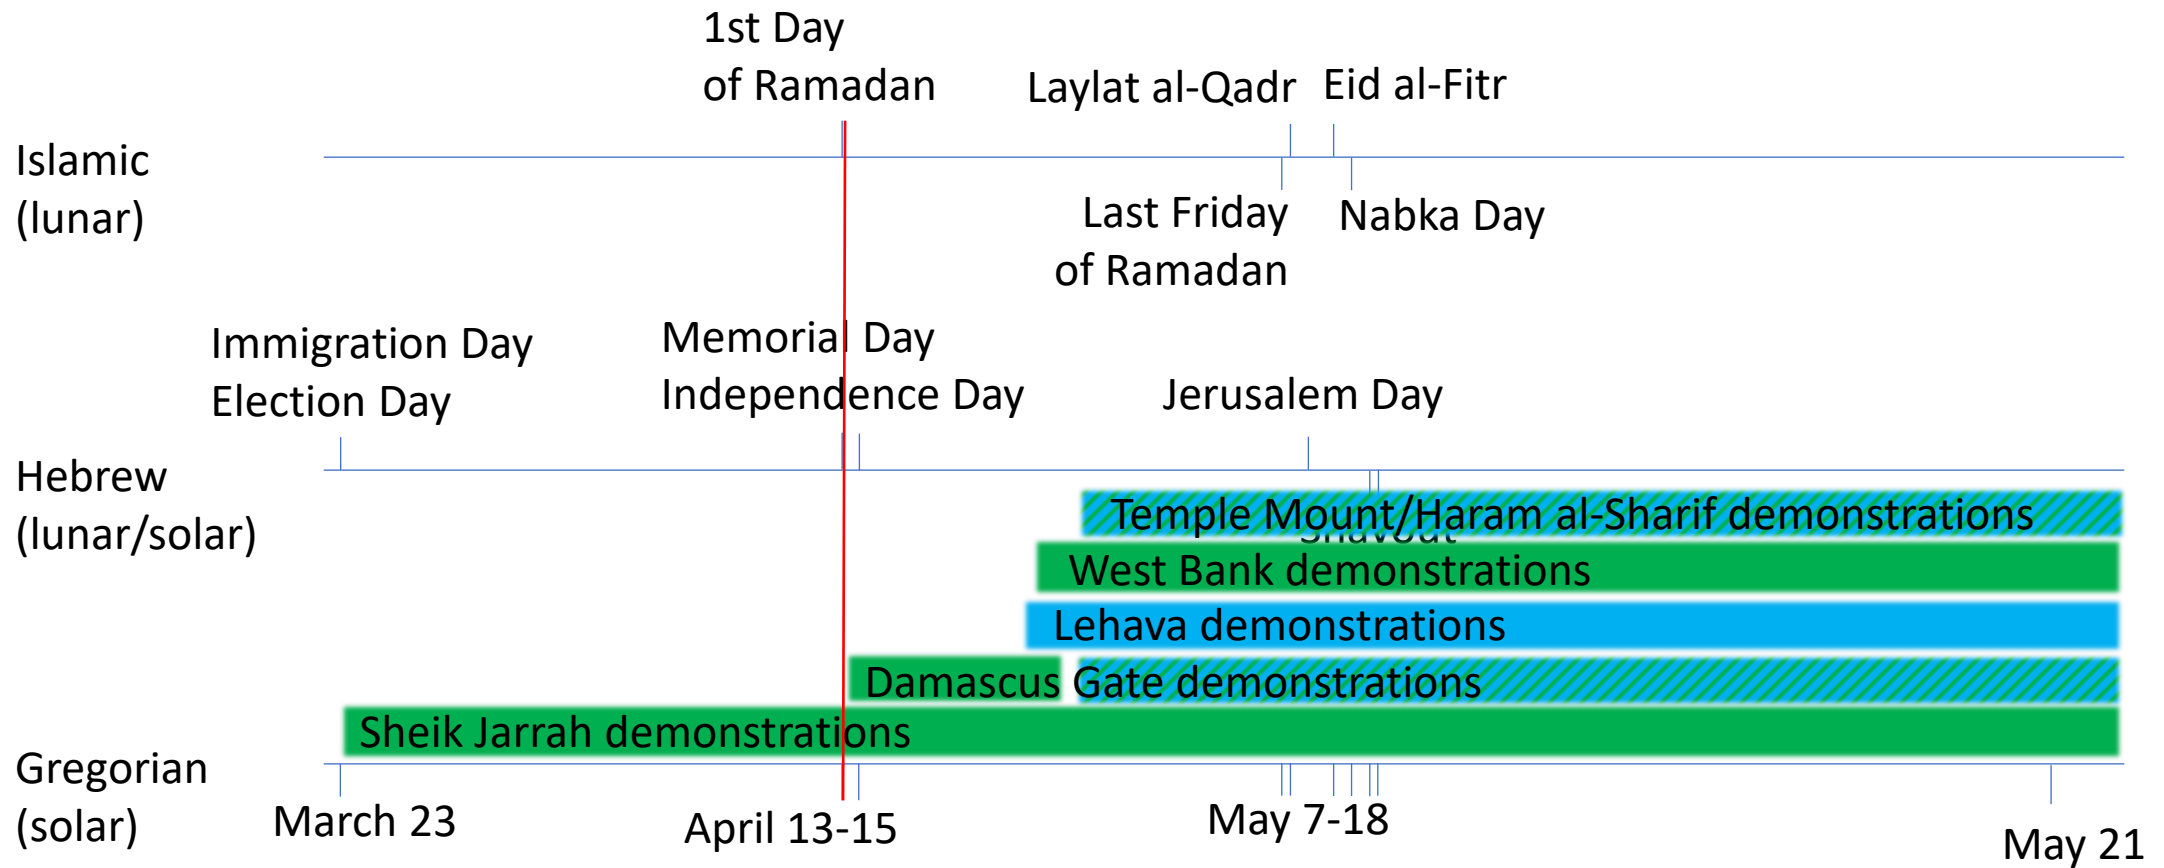 1st Day
of Ramadan
Laylat al-Qadr
Eid al-Fitr
Islamic
(lunar)
Last Friday
of Ramadan
Nabka Day
Immigration Day
Election Day
Memorial Day
Independence Day
Jerusalem Day
Hebrew
(lunar/solar)
Temple Mount/Haram al-Sharif demonstrations
West Bank demonstrations
Lehava demonstrations
Damascus Gate demonstrations
Sheik Jarrah demonstrations
Gregorian
(solar)
March 23
April 13-15
May 7-18
May 21